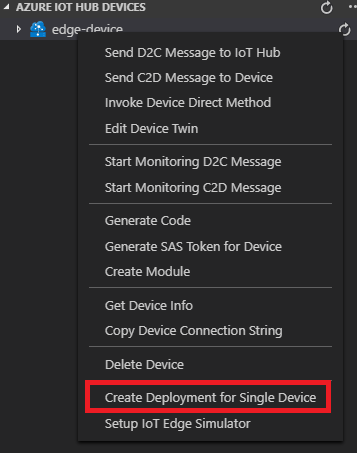 AZURE IOT HUB DEVICES
edge-device
Send D2C Message to IoT Hub
Send C2D Message to Device
Invoke Device Direct Method
Edit Device Twin
Start Monitoring D2C Message
Start Monitoring C2D Message
Generate Code
Generate SAS Token for Device
Create Module
Get Device Info
Copy Device Connection String
Delete Device
Create Deployment for Single Device
Setup IoT Edge Simulator